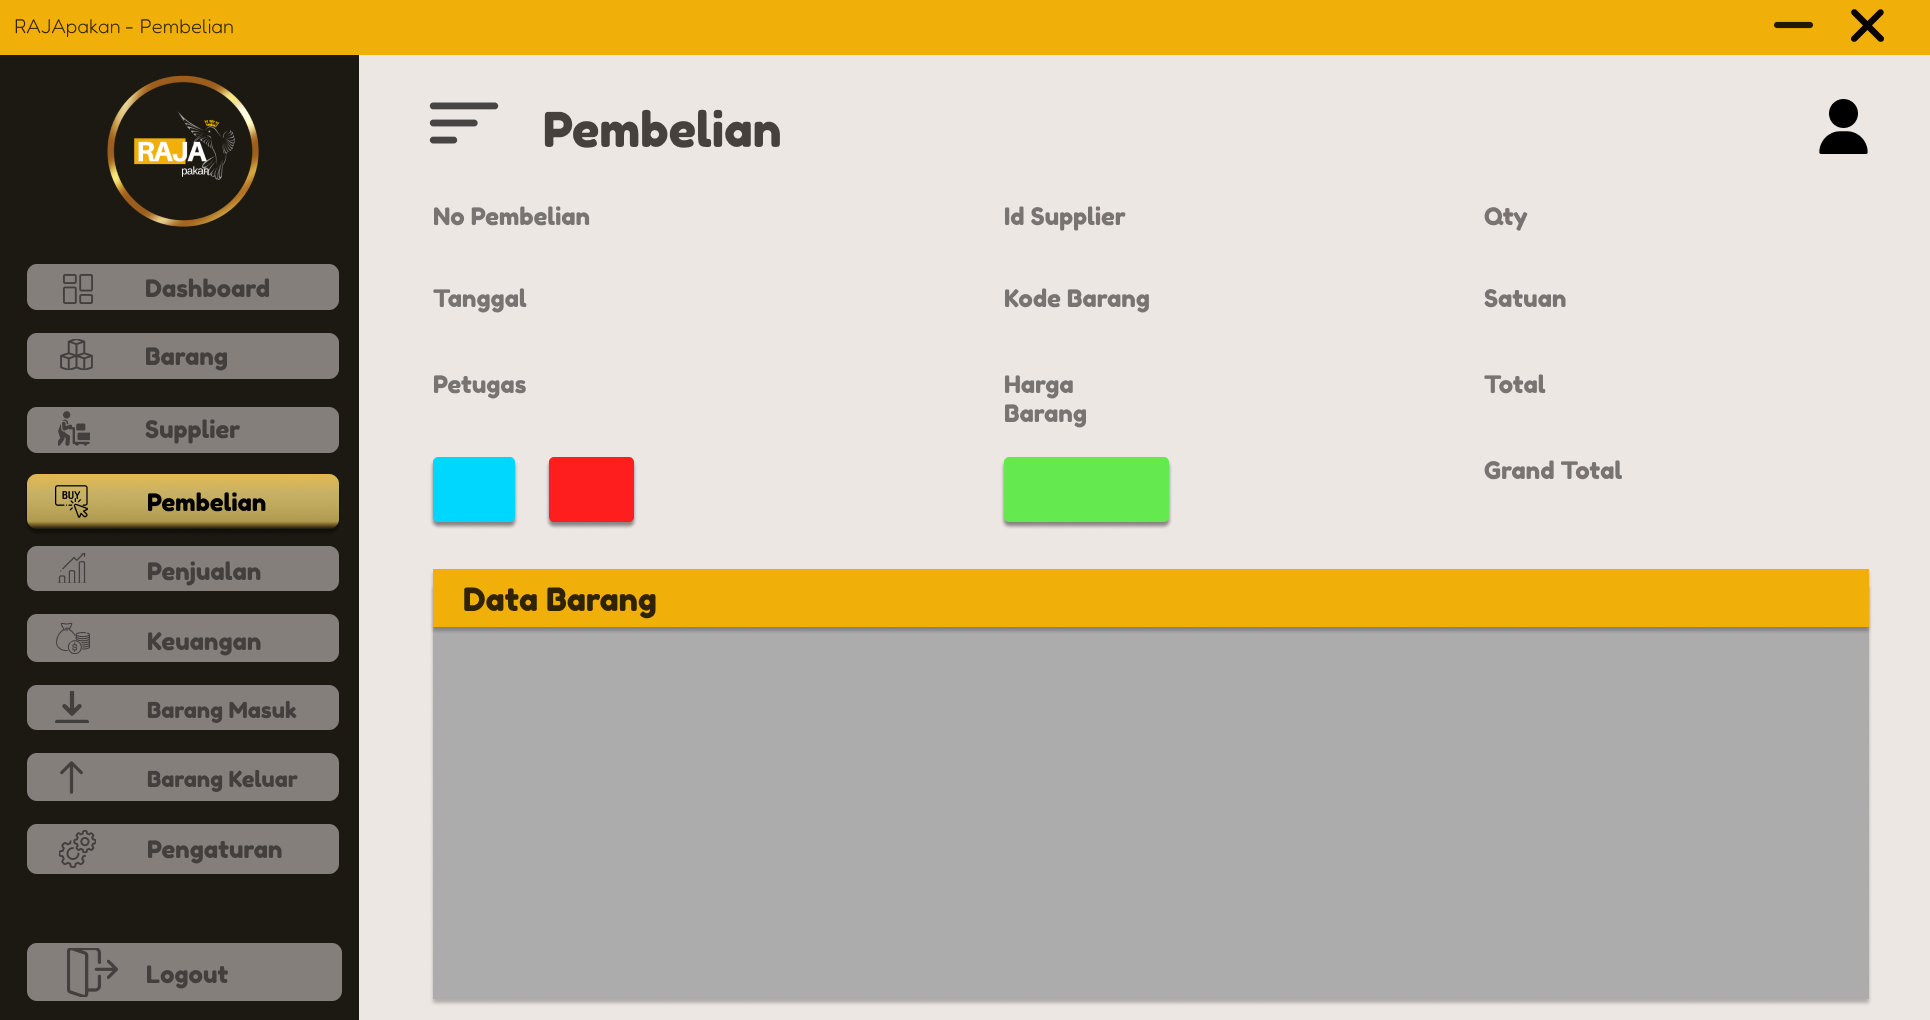 RAJApakan - Pembelian
RAJA
pakan
Dashboard
Barang
Supplier
BUY
Pembelian
Penjualan
Keuangan
Barang Masuk
Barang Keluar
Pengaturan
Logout
Pembelian
No Pembelian
Id Supplier
Qty
Tanggal
Kode Barang
Satuan
Petugas
Harga
Barang
Total
Grand Total
Data Barang